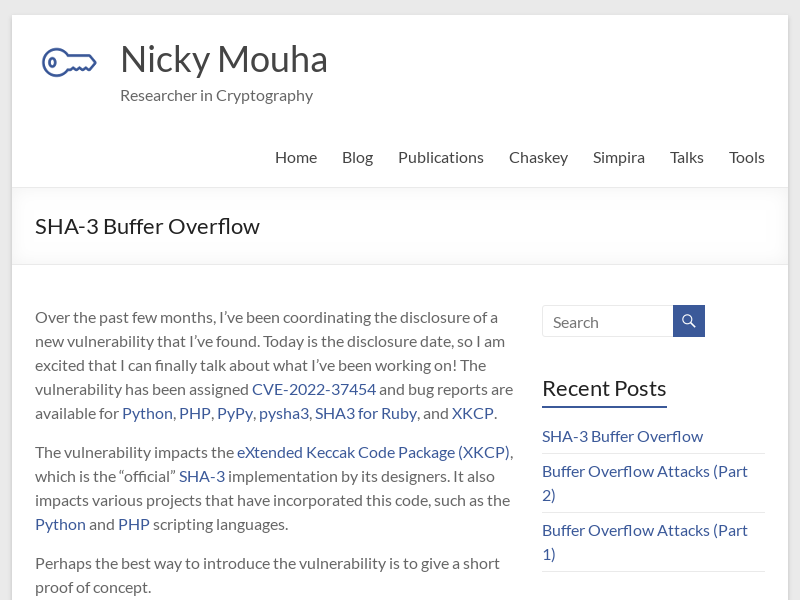 Nicky Mouha
Researcher in Cryptography
Home Blog Publications Chaskey Simpira Talks Tools
SHA-3 Buffer Overflow
Over the past few months, I’ve been coordinating the disclosure of a
new vulnerability that I’ve found. Today is the disclosure date, so I am
excited that I can finally talk about what I’ve been working on! The
vulnerability has been assigned CVE-2022-37454 and bug reports are
available for Python, PHP, PyPy, pysha3, SHA3 for Ruby, and XKCP.
The vulnerability impacts the eXtended Keccak Code Package (XKCP),
which is the “official” SHA-3 implementation by its designers. It also
impacts various projects that have incorporated this code, such as the
Python and PHP scripting languages.
Perhaps the best way to introduce the vulnerability is to give a short
proof of concept.
Search
Recent Posts
SHA-3 Buffer Overflow
Buffer Overflow Attacks (Part
2)
Buffer Overflow Attacks (Part
1)